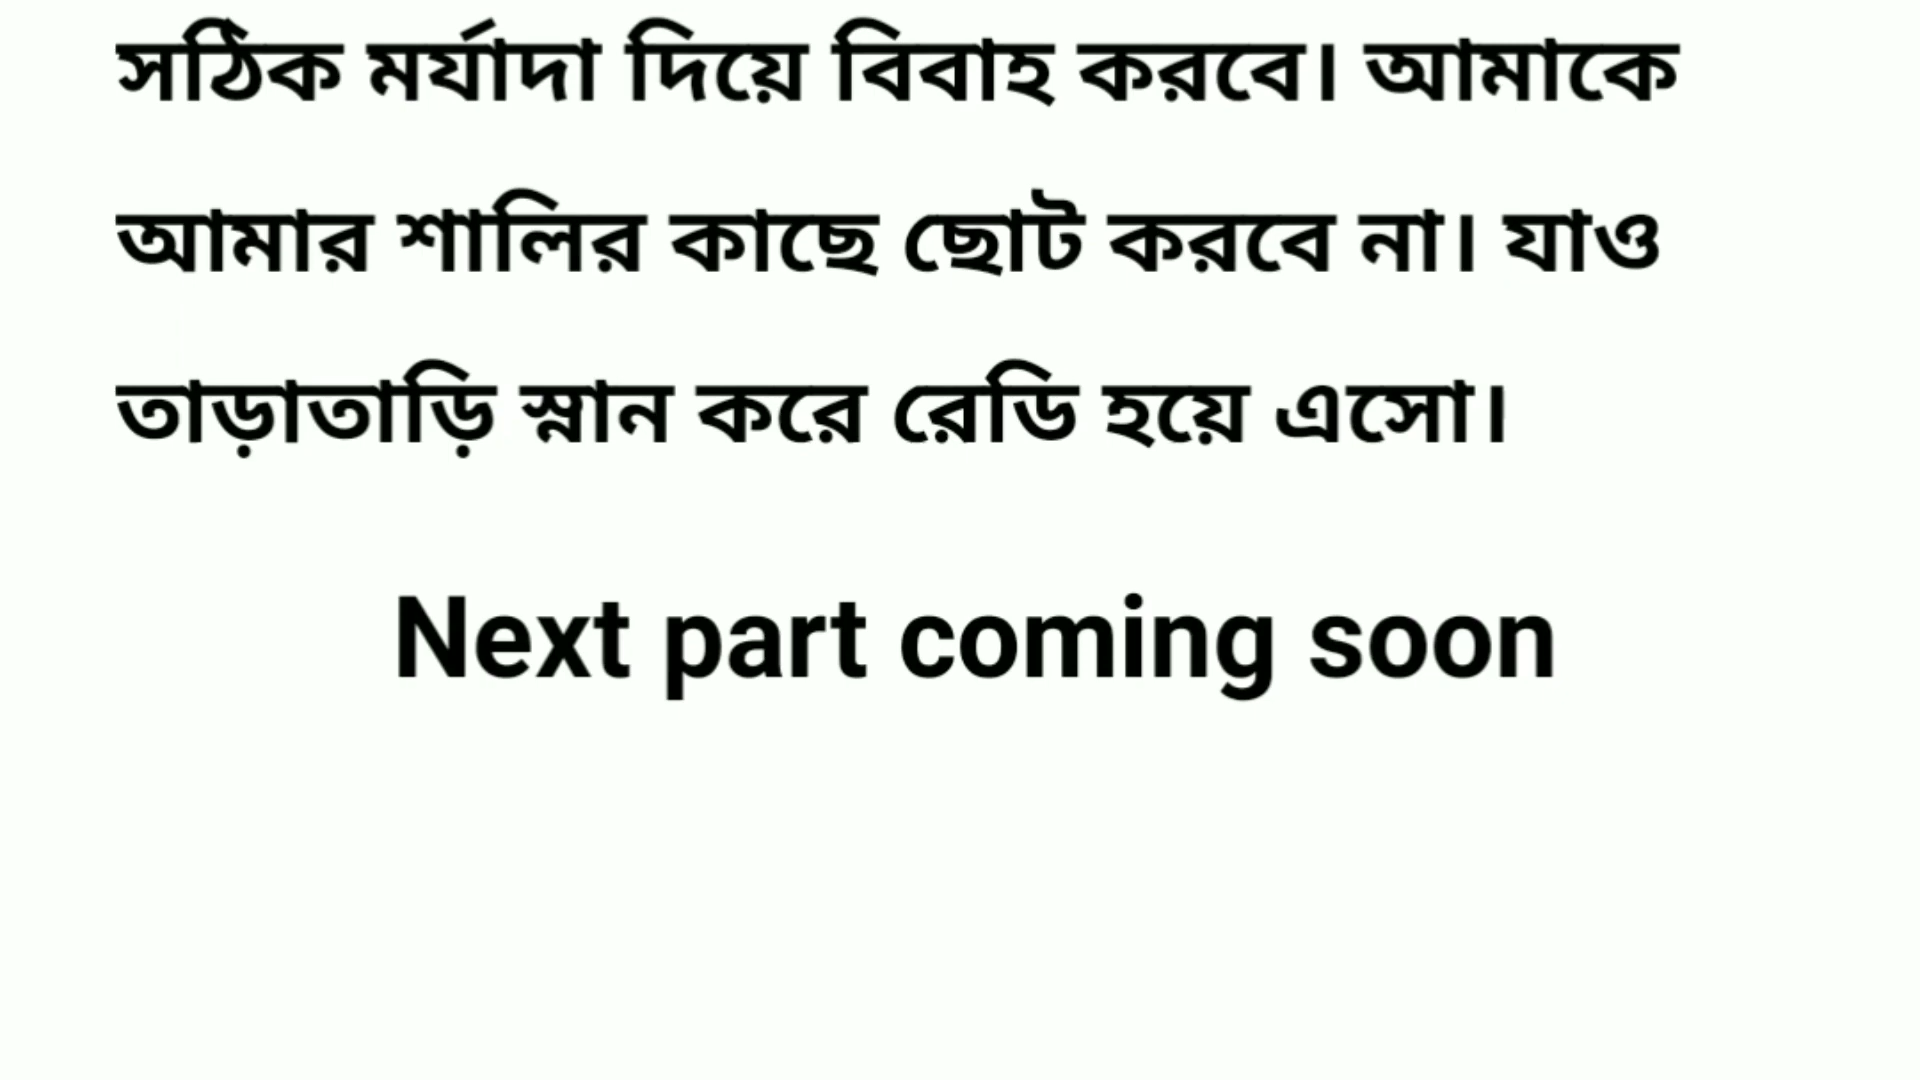 সঠিক মর্যাদা দিয়ে বিবাহ করবে। আমাকে
আমার শালির কাছে ছোট করবে না। যাও
তাড়াতাড়ি স্নান করে রেডি হয়ে এসো।
Next part coming soon